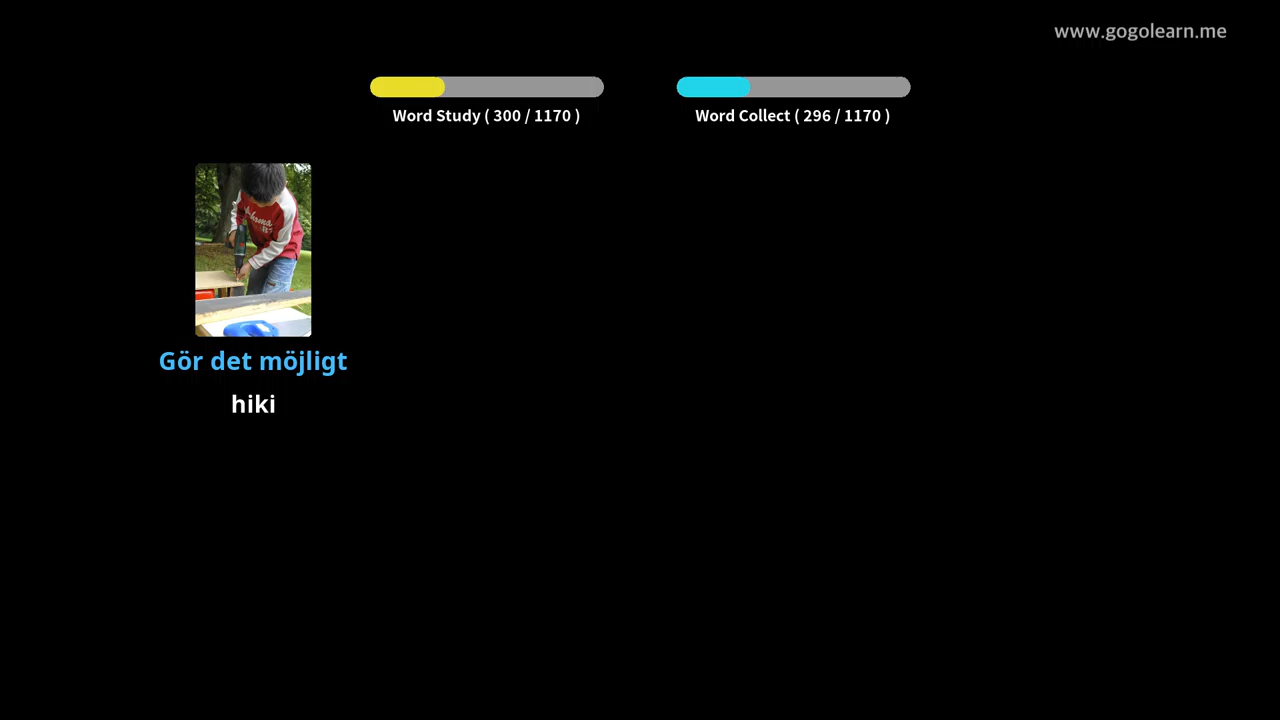 www.gogolearn.me
Word Study ( 300 / 1170 )
Word Collect ( 296 / 1170 )
Gör det möjligt
hiki